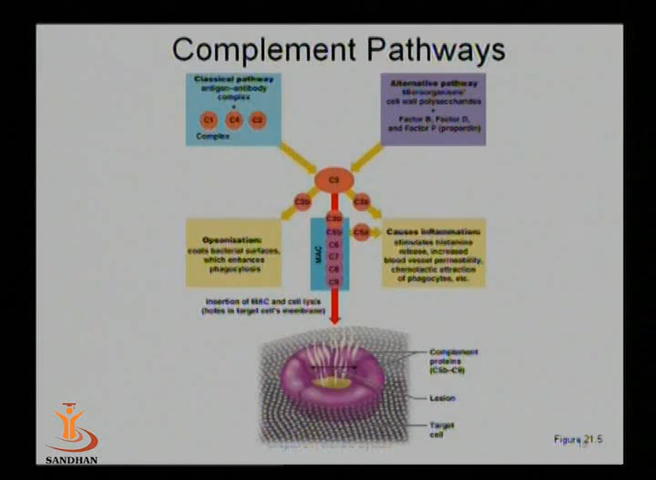 Complement Pathways
Classical pathway
antigen-antibody
complex
+
C1 C4 C2
Complex
Alternative pathway
Microorganisms'
cell wall polysaccharides
+
Factor B, Factor D,
and Factor P (properdin)
C3
C3b
C3a
Opsonisation:
coats bacterial surfaces,
which enhances
phagocytosis
MAC
C3b
C5b
C6
C7
C8
C9
C5a
Causes inflammation:
stimulates histamine
release, increased
blood vessel permeability,
chemotactic attraction
of phagocytes, etc.
Insertion of MAC and cell lysis
(holes in target cell's membrane)
Complement
proteins
(C5b–C9)
Lesion
Target
cell
Figure 21.5
SANDHAN